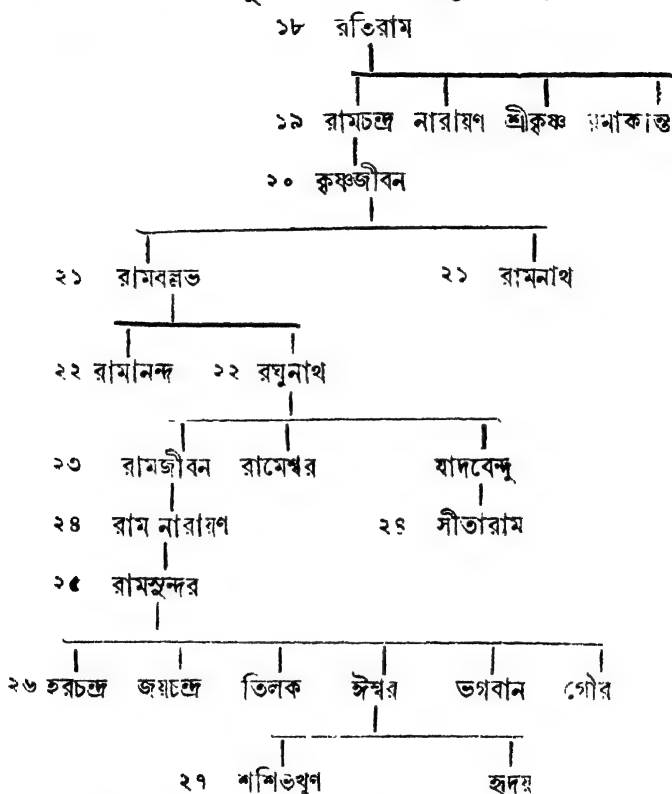 ১৮ রতিরাম
১৯ রামচন্দ্র নারায়ণ শ্রীকৃষ্ণ রমাকান্ত
২০ কৃষ্ণজীবন
২১ রামবল্লভ ২১ রামনাথ
২২ রামানন্দ ২২ রঘুনাথ
২৩ রামজীবন রামেশ্বর যাদবেন্দু
২৪ রাম নারায়ণ ২৪ সীতারাম
২৫ রামসুন্দর
২৬ হরচন্দ্র জয়চন্দ্র তিলক ঈশ্বর ভগবান গৌর
২৭ শশিভূষণ হৃদয়